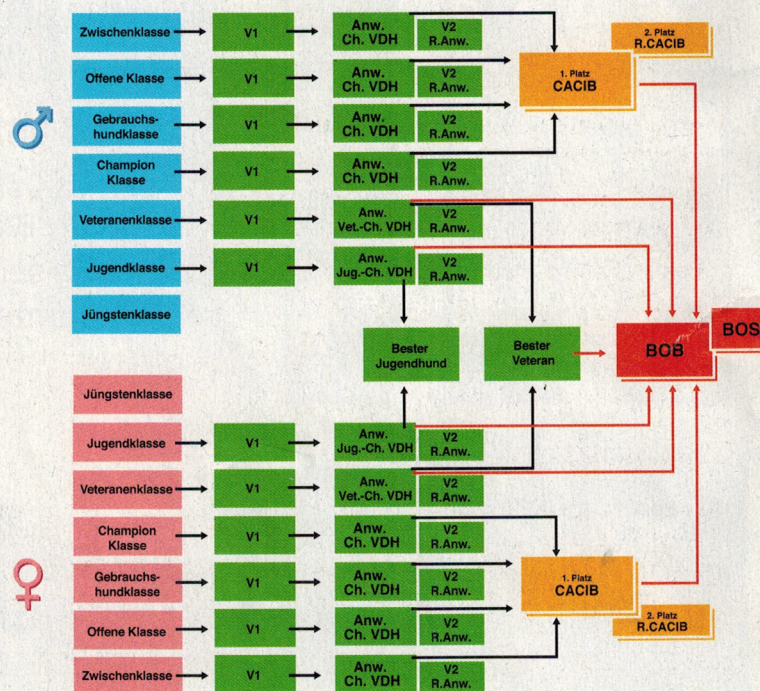 Zwischenklasse
V1
Anw.
Ch. VDH
V2
R.Anw.
2. Platz
R.CACIB
Offene Klasse
V1
Anw.
Ch. VDH
V2
R.Anw.
1. Platz
CACIB
Gebrauchs-
hundklasse
V1
Anw.
Ch. VDH
V2
R.Anw.
Champion
Klasse
V1
Anw.
Ch. VDH
V2
R.Anw.
Veteranenklasse
V1
Anw.
Vet.-Ch. VDH
V2
R.Anw.
Jugendklasse
V1
Anw.
Jug.-Ch. VDH
V2
R.Anw.
Jüngstenklasse
Bester
Jugendhund
Bester
Veteran
BOB
BOS
Jüngstenklasse
Jugendklasse
V1
Anw.
Jug.-Ch. VDH
V2
R.Anw.
Veteranenklasse
V1
Anw.
Vet.-Ch. VDH
V2
R.Anw.
Champion
Klasse
V1
Anw.
Ch. VDH
V2
R.Anw.
Gebrauchs-
hundklasse
V1
Anw.
Ch. VDH
V2
R.Anw.
1. Platz
CACIB
Offene Klasse
V1
Anw.
Ch. VDH
V2
R.Anw.
2. Platz
R.CACIB
Zwischenklasse
V1
Anw.
Ch. VDH
V2
R.Anw.